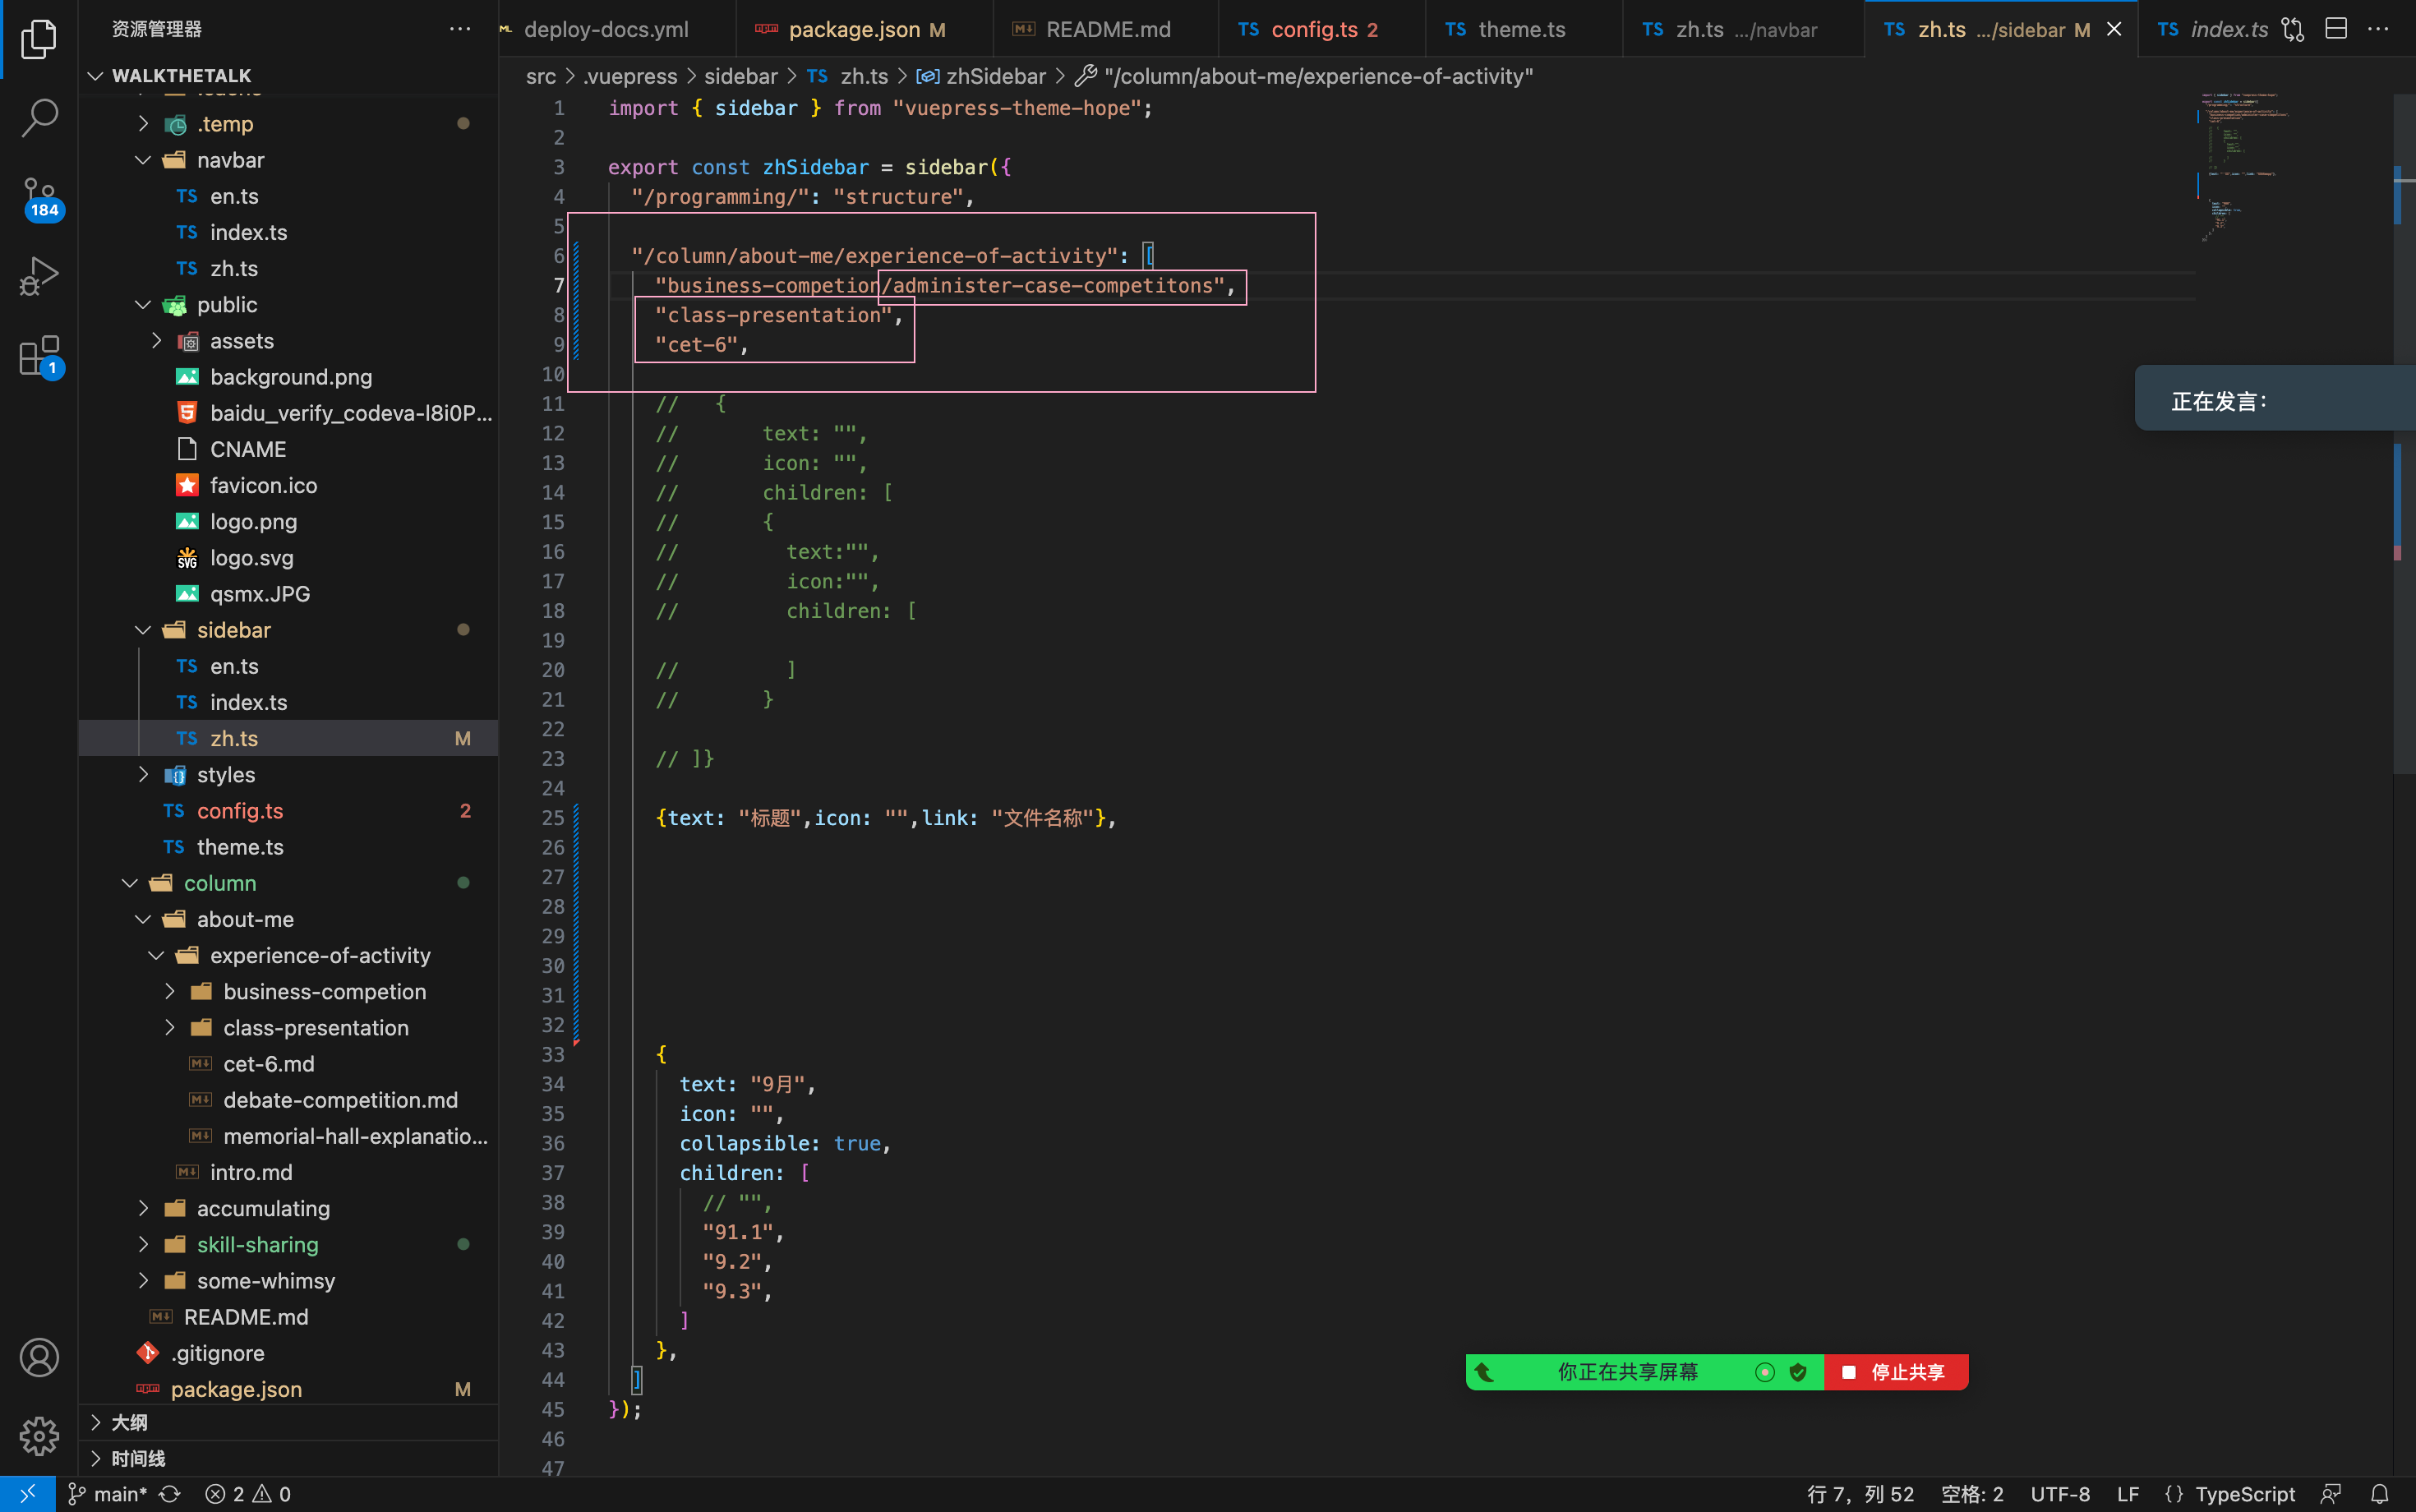 资源管理器
WALKTHETALK
.temp
navbar
en.ts
index.ts
zh.ts
public
assets
background.png
baidu_verify_codeva-l8i0P...
CNAME
favicon.ico
logo.png
logo.svg
qsmx.JPG
sidebar
en.ts
index.ts
zh.ts M
styles
config.ts 2
theme.ts
column
about-me
experience-of-activity
business-competion
class-presentation
cet-6.md
debate-competition.md
memorial-hall-explanatio...
intro.md
accumulating
skill-sharing
some-whimsy
README.md
.gitignore
package.json M
大纲
时间线
184
1
deploy-docs.yml
package.json M
README.md
TS config.ts 2
TS theme.ts
TS zh.ts .../navbar
TS zh.ts .../sidebar M
TS index.ts
src > .vuepress > sidebar > TS zh.ts > zhSidebar > "/column/about-me/experience-of-activity"
1 import { sidebar } from "vuepress-theme-hope";
2
3 export const zhSidebar = sidebar({
4 "/programming/": "structure",
5
6 "/column/about-me/experience-of-activity": [
7 "business-competion/administer-case-competitons",
8 "class-presentation",
9 "cet-6",
10
11 // {
12 // text: "",
13 // icon: "",
14 // children: [
15 // {
16 // text:"",
17 // icon:"",
18 // children: [
19
20 // ]
21 // }
22
23 // ]}
24
25 {text: "标题",icon: "",link: "文件名称"},
26
27
28
29
30
31
32
33 {
34 text: "9月",
35 icon: "",
36 collapsible: true,
37 children: [
38 // "",
39 "91.1",
40 "9.2",
41 "9.3",
42 ]
43 },
44 ]
45 });
46
47
正在发言:
你正在共享屏幕
停止共享
main* 2 0
行 7，列 52 空格: 2 UTF-8 LF {} TypeScript